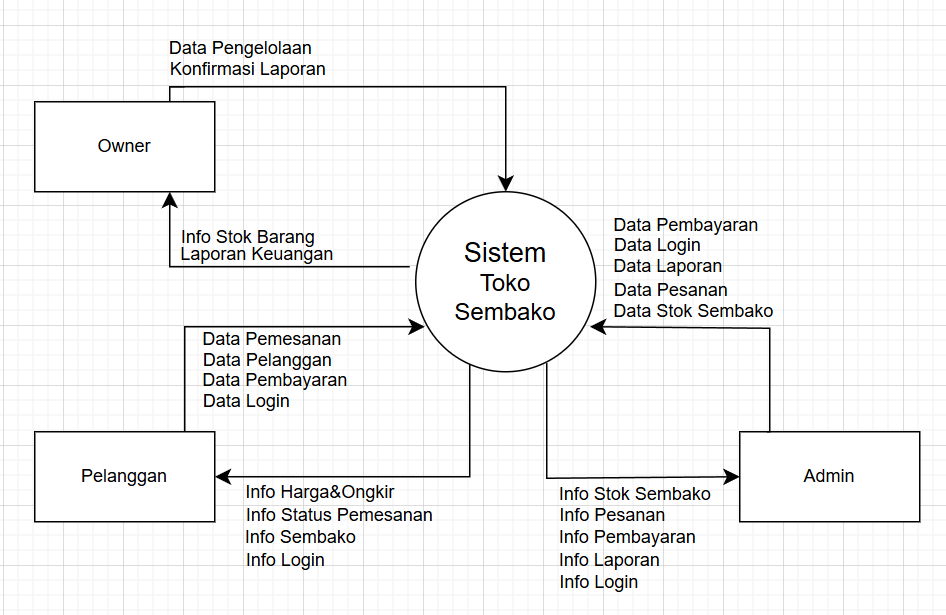 Data Pengelolaan
Konfirmasi Laporan
Owner
Info Stok Barang
Laporan Keuangan
Sistem
Toko
Sembako
Data Pembayaran
Data Login
Data Laporan
Data Pesanan
Data Stok Sembako
Data Pemesanan
Data Pelanggan
Data Pembayaran
Data Login
Pelanggan
Info Harga&Ongkir
Info Status Pemesanan
Info Sembako
Info Login
Info Stok Sembako
Info Pesanan
Info Pembayaran
Info Laporan
Info Login
Admin